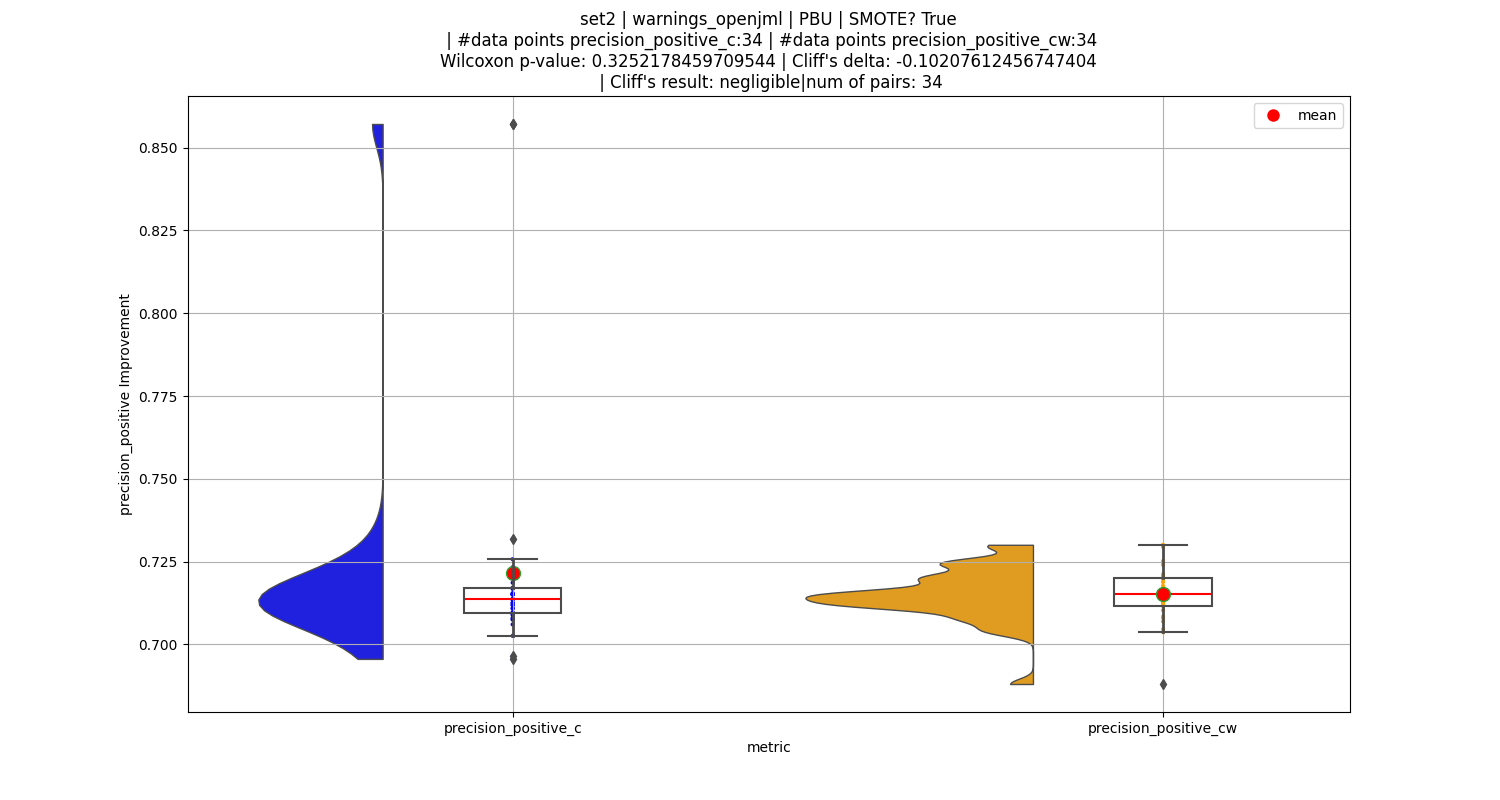 set2 | warnings_openjml | PBU | SMOTE? True
| #data points precision_positive_c:34 | #data points precision_positive_cw:34
Wilcoxon p-value: 0.3252178459709544 | Cliff's delta: -0.10207612456747404
| Cliff's result: negligible|num of pairs: 34
mean
0.850
0.825
0.800
0.775
0.750
0.725
0.700
precision_positive Improvement
precision_positive_c
precision_positive_cw
metric